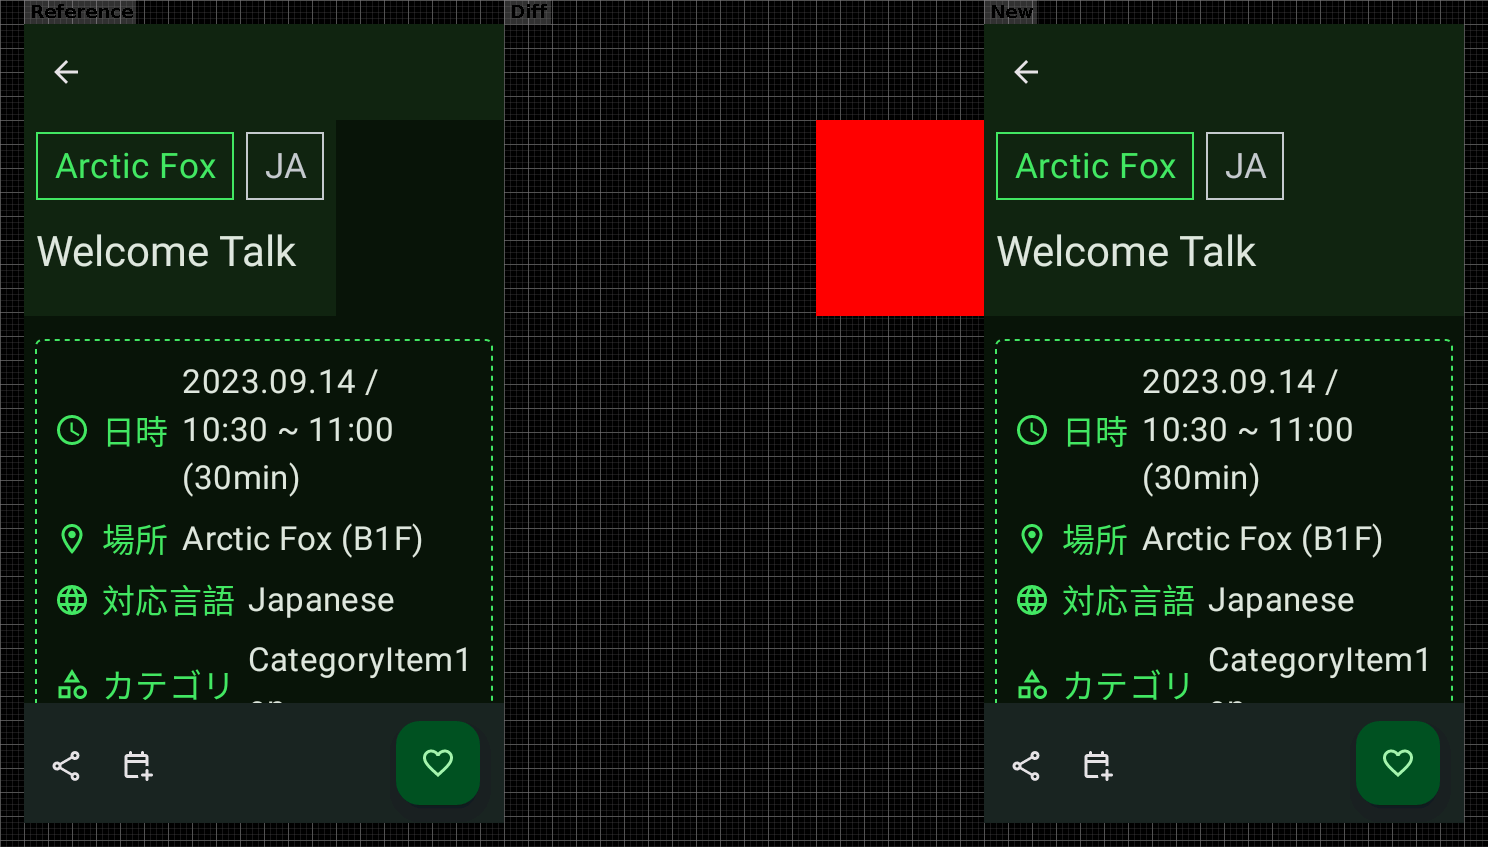 Reference
Diff
New
Arctic Fox
JA
Welcome Talk
2023.09.14 /
日時 10:30 ~ 11:00
(30min)
場所 Arctic Fox (B1F)
対応言語 Japanese
CategoryItem1
カテゴリ
Arctic Fox
JA
Welcome Talk
2023.09.14 /
日時 10:30 ~ 11:00
(30min)
場所 Arctic Fox (B1F)
対応言語 Japanese
CategoryItem1
カテゴリ